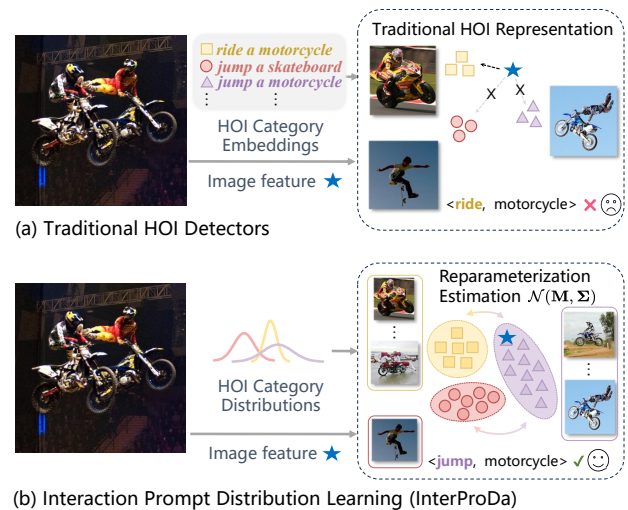 ride a motorcycle
jump a skateboard
jump a motorcycle
⋮ ⋮
HOI Category
Embeddings
Image feature ★
Traditional HOI Representation
X
X
<ride, motorcycle> ✕
(a) Traditional HOI Detectors
HOI Category
Distributions
Image feature ★
Reparameterization
Estimation 𝒩(M, Σ)
⋮
⋮
<jump, motorcycle> ✓
(b) Interaction Prompt Distribution Learning (InterProDa)